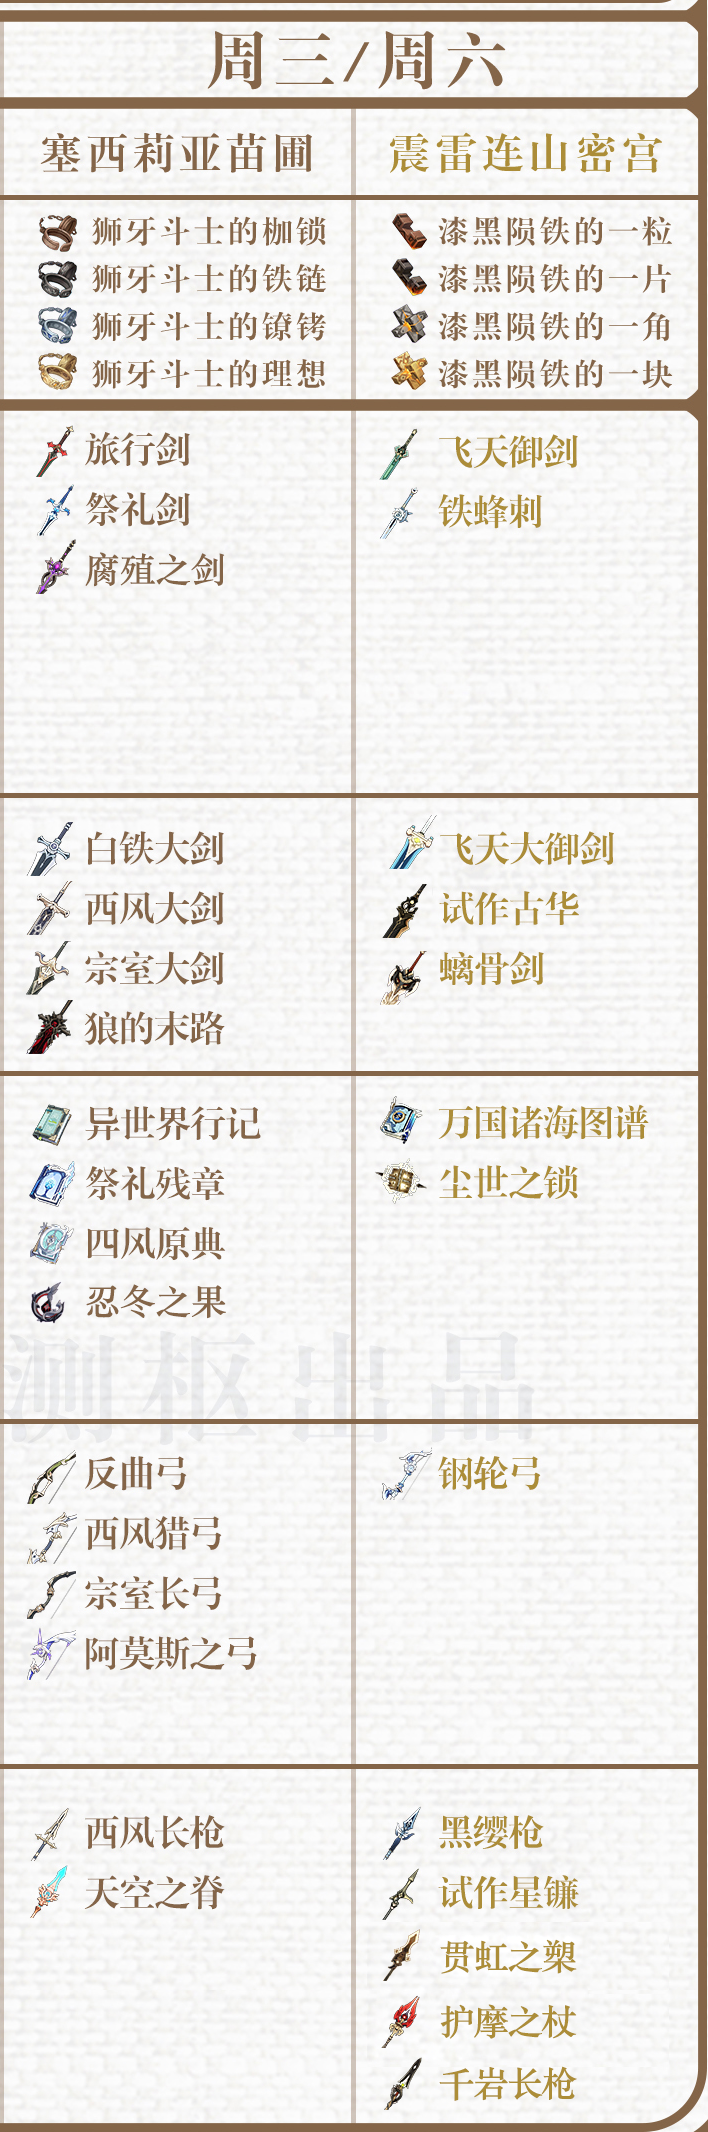 周三/周六
塞西莉亚苗圃
震雷连山密宫
狮牙斗士的枷锁
狮牙斗士的铁链
狮牙斗士的镣铐
狮牙斗士的理想
漆黑陨铁的一粒
漆黑陨铁的一片
漆黑陨铁的一角
漆黑陨铁的一块
旅行剑
祭礼剑
腐殖之剑
飞天御剑
铁蜂刺
白铁大剑
西风大剑
宗室大剑
狼的末路
飞天大御剑
试作古华
螭骨剑
异世界行记
祭礼残章
四风原典
忍冬之果
万国诸海图谱
尘世之锁
测枢出品
反曲弓
西风猎弓
宗室长弓
阿莫斯之弓
钢轮弓
西风长枪
天空之脊
黑缨枪
试作星镰
贯虹之槊
护摩之杖
千岩长枪